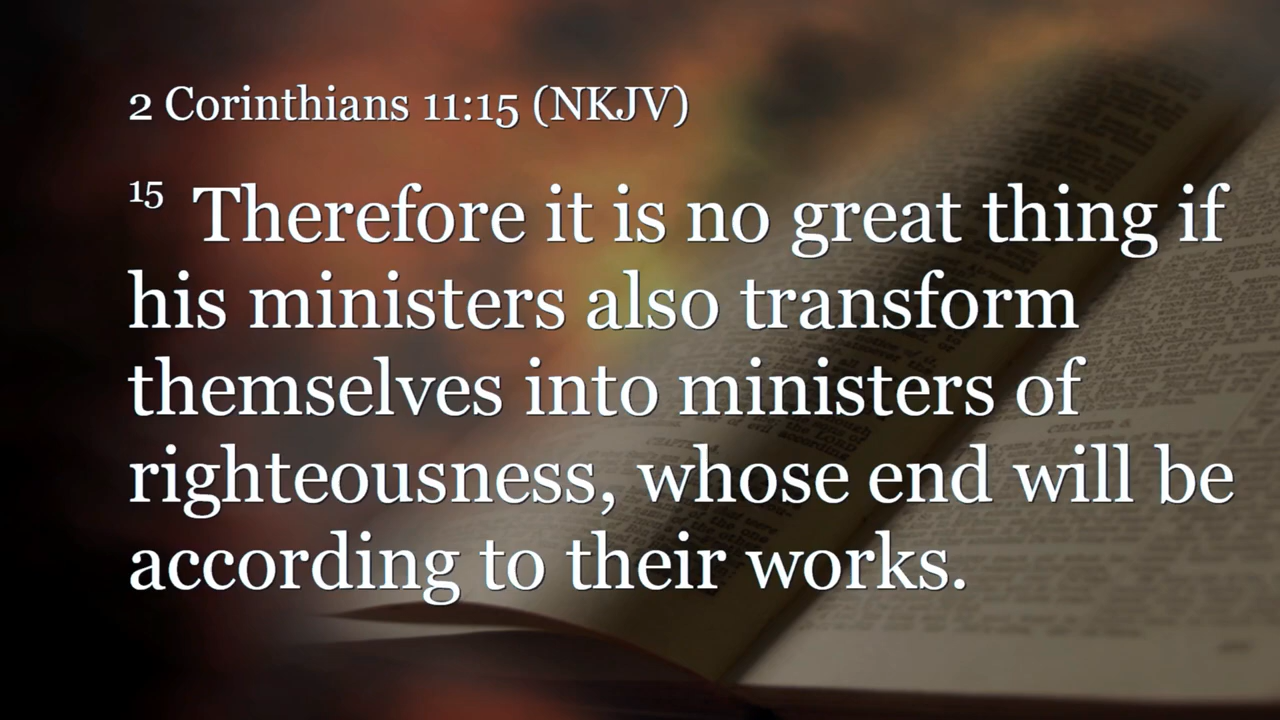 2 Corinthians 11:15 (NKJV)
15 Therefore it is no great thing if
his ministers also transform
themselves into ministers of
righteousness, whose end will be
according to their works.